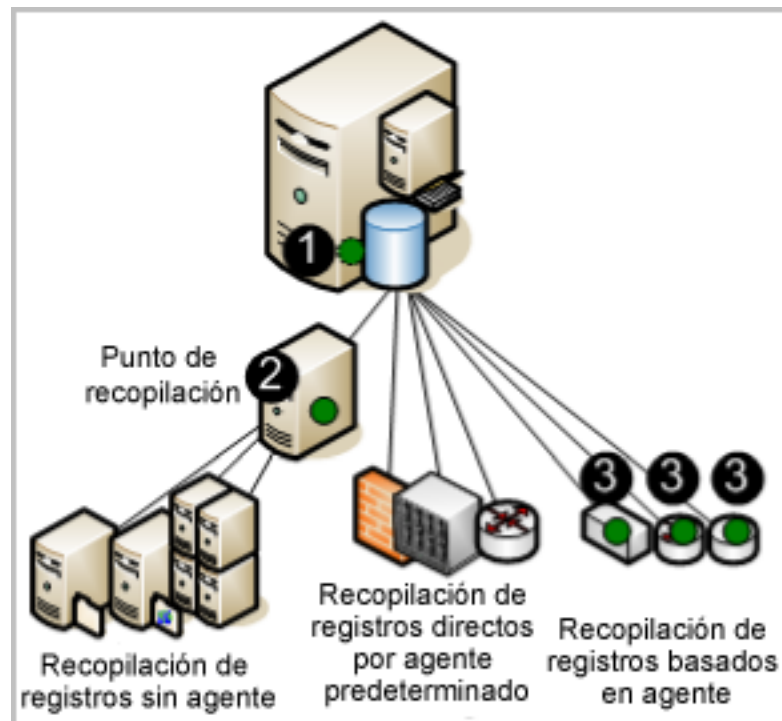 1
Punto de
recopilación
2
3 3 3
Recopilación de
registros sin agente
Recopilación de
registros directos
por agente
predeterminado
Recopilación de
registros basados
en agente